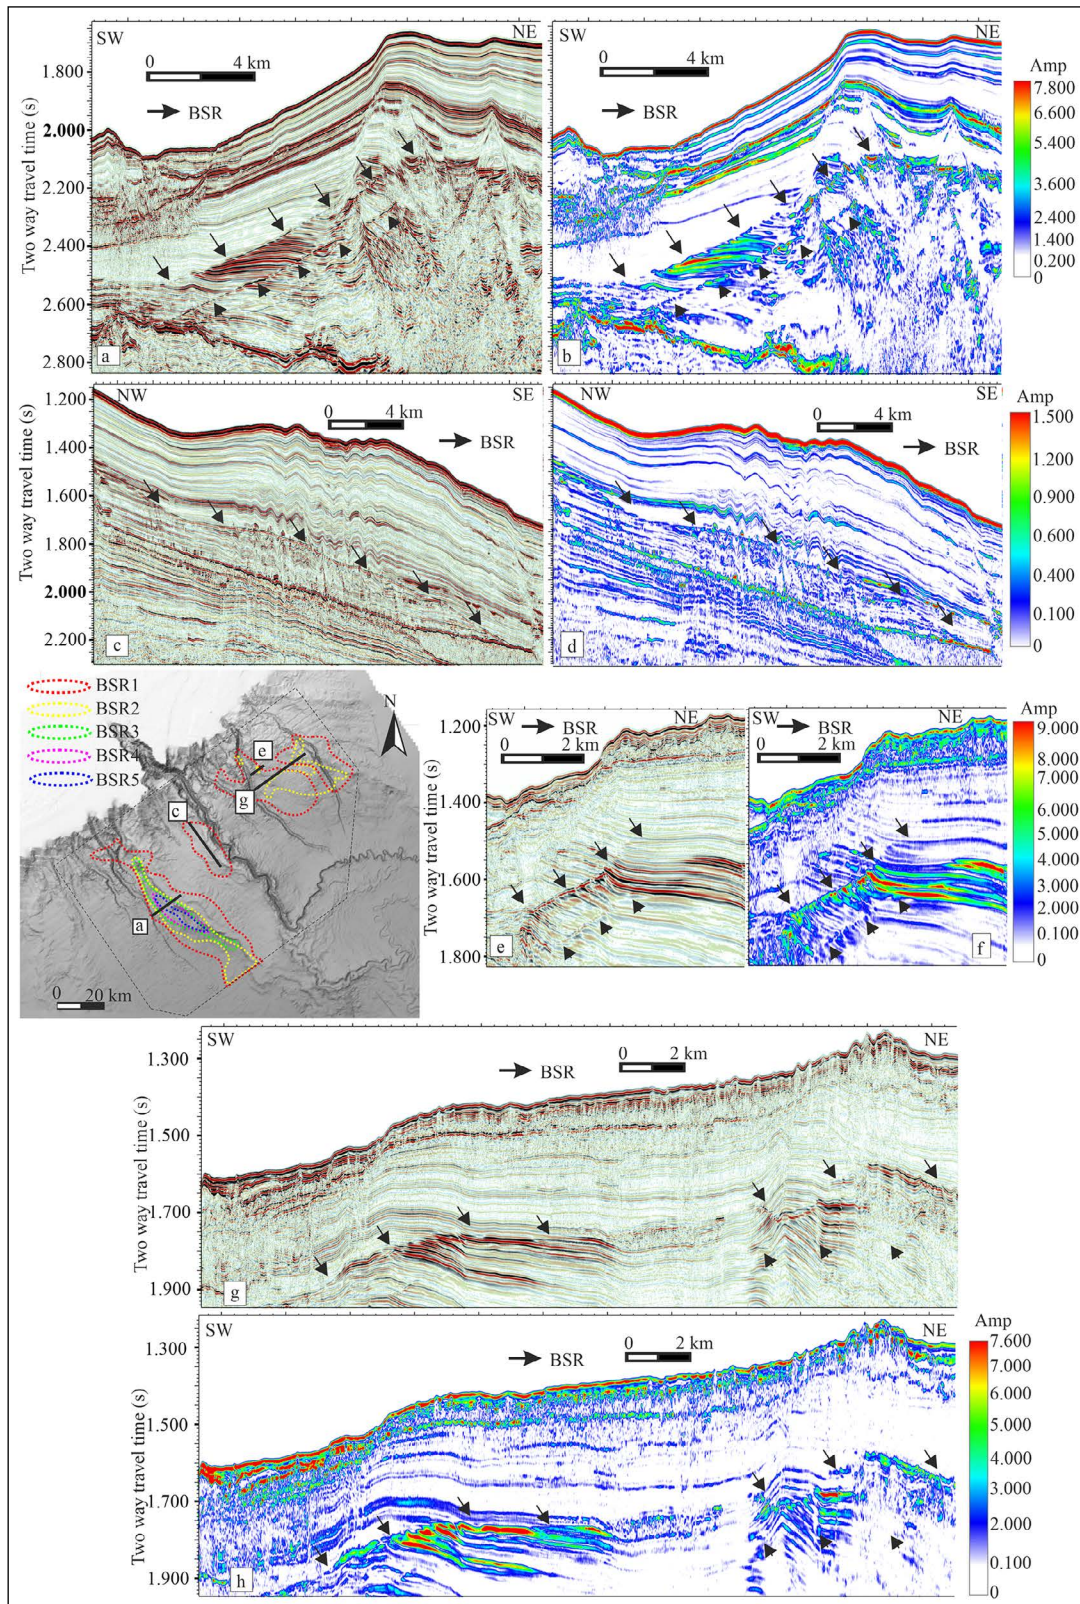 SW
0 4 km
NE
BSR
Two way travel time (s)
1.800
2.000
2.200
2.400
2.600
2.800
a
SW
0 4 km
NE
BSR
b
Amp
7.800
7.200
5.400
3.600
2.400
1.200
0.200
0
NW
0 4 km
SE
BSR
Two way travel time (s)
1.200
1.400
1.600
1.800
2.000
2.200
c
NW
0 4 km
SE
BSR
d
Amp
1.500
1.200
0.900
0.400
0.100
0
BSR1
BSR2
BSR3
BSR4
BSR5
N
e
g
c
a
0 20 km
SW
BSR
NE
0 2 km
Two way travel time (s)
1.200
1.400
1.600
1.800
e
SW
BSR
NE
0 2 km
f
Amp
9.000
8.000
7.000
6.000
5.000
4.000
3.000
2.000
0.100
0
SW
0 2 km
NE
BSR
Two way travel time (s)
1.300
1.500
1.700
1.900
g
SW
0 2 km
NE
BSR
Two way travel time (s)
1.300
1.500
1.700
1.900
h
Amp
7.600
7.000
6.000
5.000
4.000
3.000
2.000
0.100
0